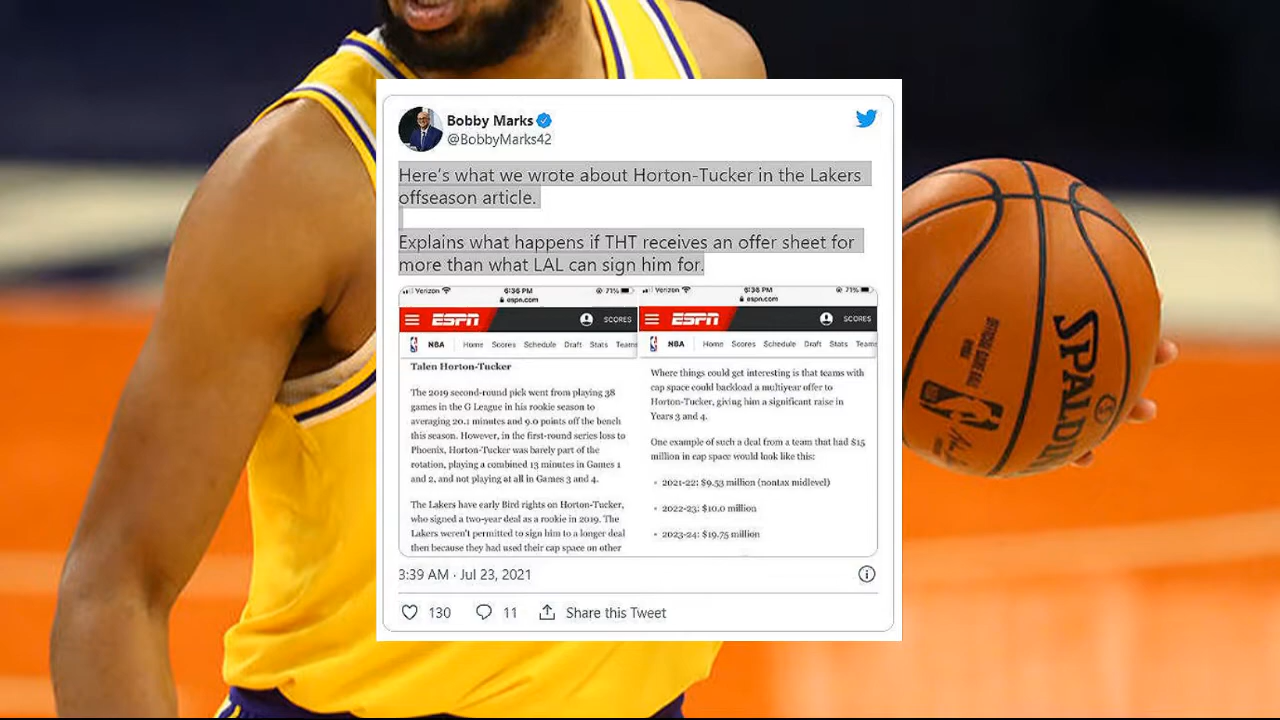 Bobby Marks
@BobbyMarks42
Here's what we wrote about Horton-Tucker in the Lakers
offseason article.
Explains what happens if THT receives an offer sheet for
more than what LAL can sign him for.
Verizon 6:36 PM 71%
espn.com
ESPN SCORES
NBA Home Scores Schedule Draft Stats Teams
Talen Horton-Tucker
The 2019 second-round pick went from playing 38
games in the G League in his rookie season to
averaging 20.1 minutes and 9.0 points off the bench
this season. However, in the first-round series loss to
Phoenix, Horton-Tucker was barely part of the
rotation, playing a combined 13 minutes in Games 1
and 2, and not playing at all in Games 3 and 4.
The Lakers have early Bird rights on Horton-Tucker,
who signed a two-year deal as a rookie in 2019. The
Lakers weren't permitted to sign him to a longer deal
then because they had used their cap space on other
Verizon 6:36 PM 71%
espn.com
ESPN SCORES
NBA Home Scores Schedule Draft Stats Teams
Where things could get interesting is that teams with
cap space could backload a multiyear offer to
Horton-Tucker, giving him a significant raise in
Years 3 and 4.
One example of such a deal from a team that had $15
million in cap space would look like this:
• 2021-22: $9.53 million (nontax midlevel)
• 2022-23: $10.0 million
• 2023-24: $19.75 million
3:39 AM · Jul 23, 2021
130 11 Share this Tweet
SPALDING